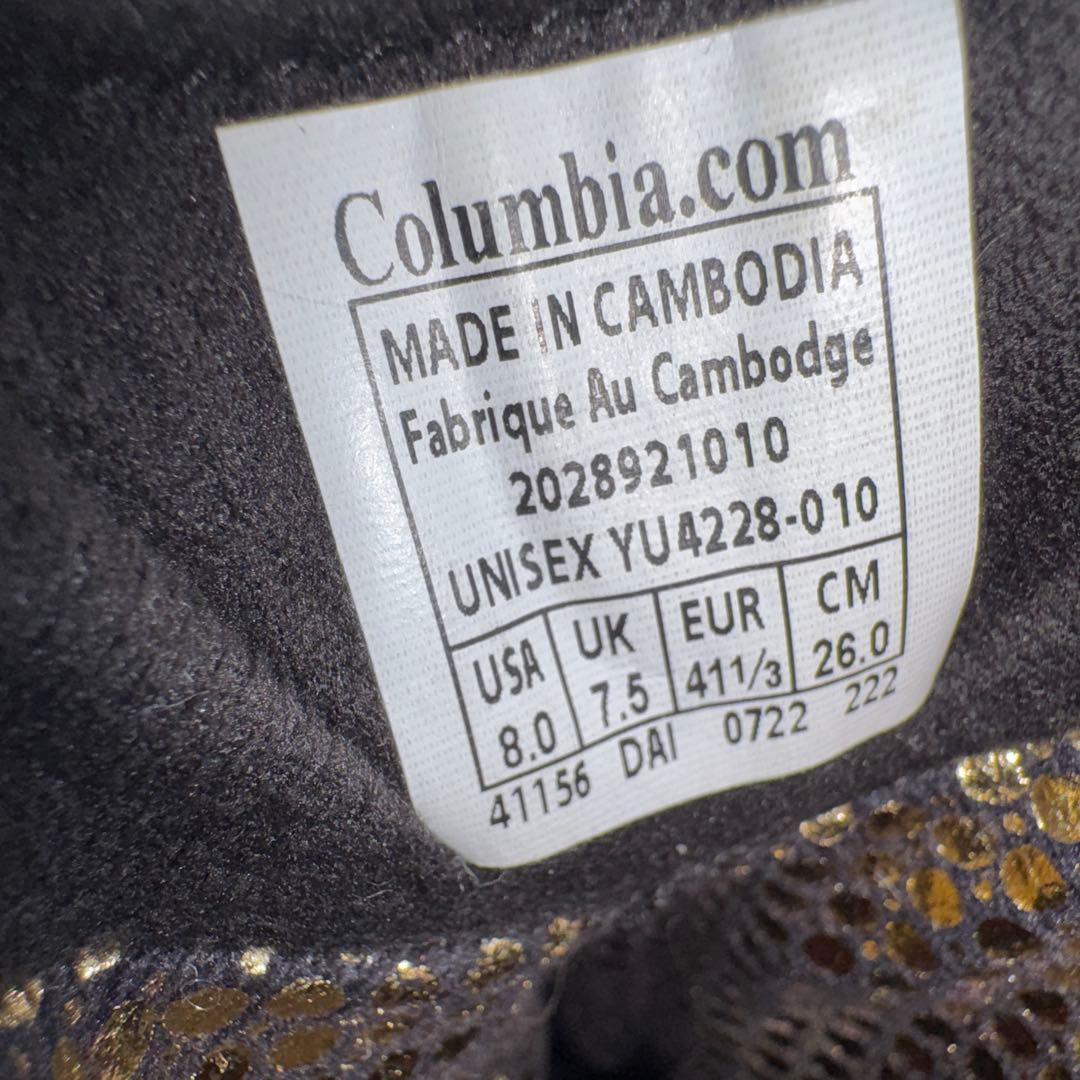 Columbia.com
MADE IN CAMBODIA
Fabrique Au Cambodge
2028921010
UNISEX YU4228-010
USA UK EUR CM
8.0 7.5 41 1/3 26.0
41156 DAI 0722 222